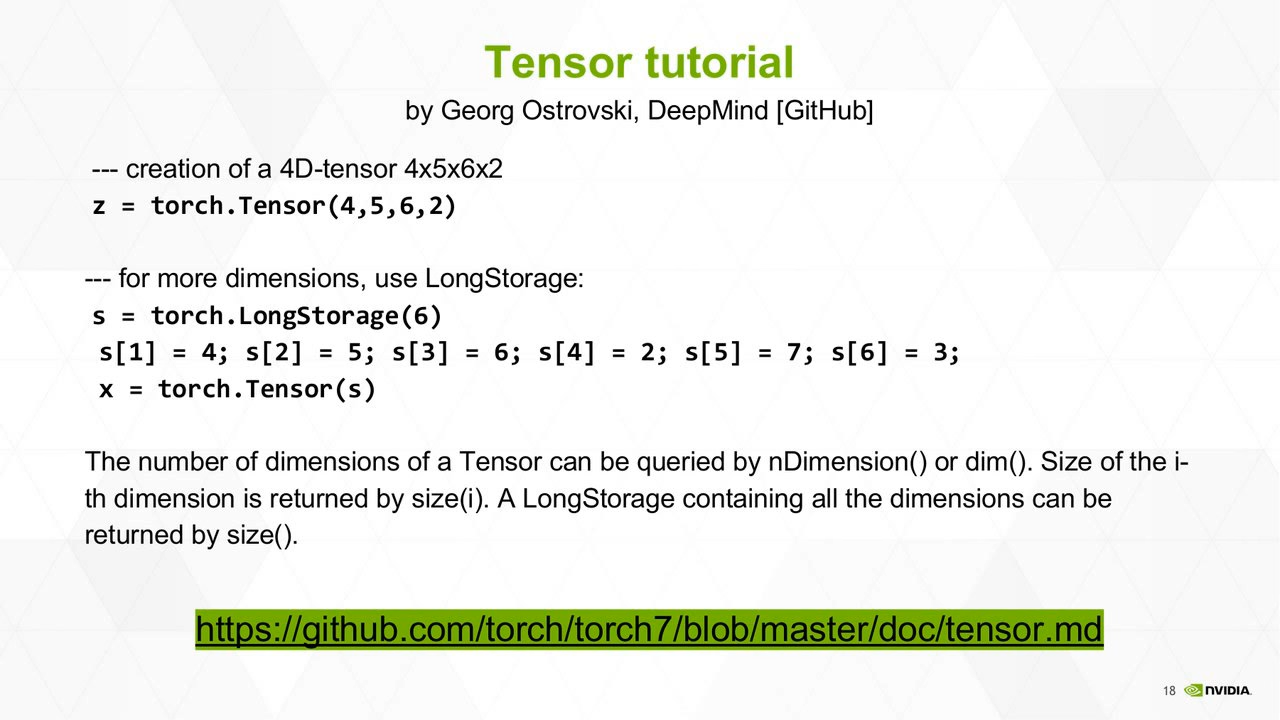 Tensor tutorial
by Georg Ostrovski, DeepMind [GitHub]
--- creation of a 4D-tensor 4x5x6x2
z = torch.Tensor(4,5,6,2)
--- for more dimensions, use LongStorage:
s = torch.LongStorage(6)
s[1] = 4; s[2] = 5; s[3] = 6; s[4] = 2; s[5] = 7; s[6] = 3;
x = torch.Tensor(s)
The number of dimensions of a Tensor can be queried by nDimension() or dim(). Size of the i-
th dimension is returned by size(i). A LongStorage containing all the dimensions can be
returned by size().
https://github.com/torch/torch7/blob/master/doc/tensor.md
18 NVIDIA.